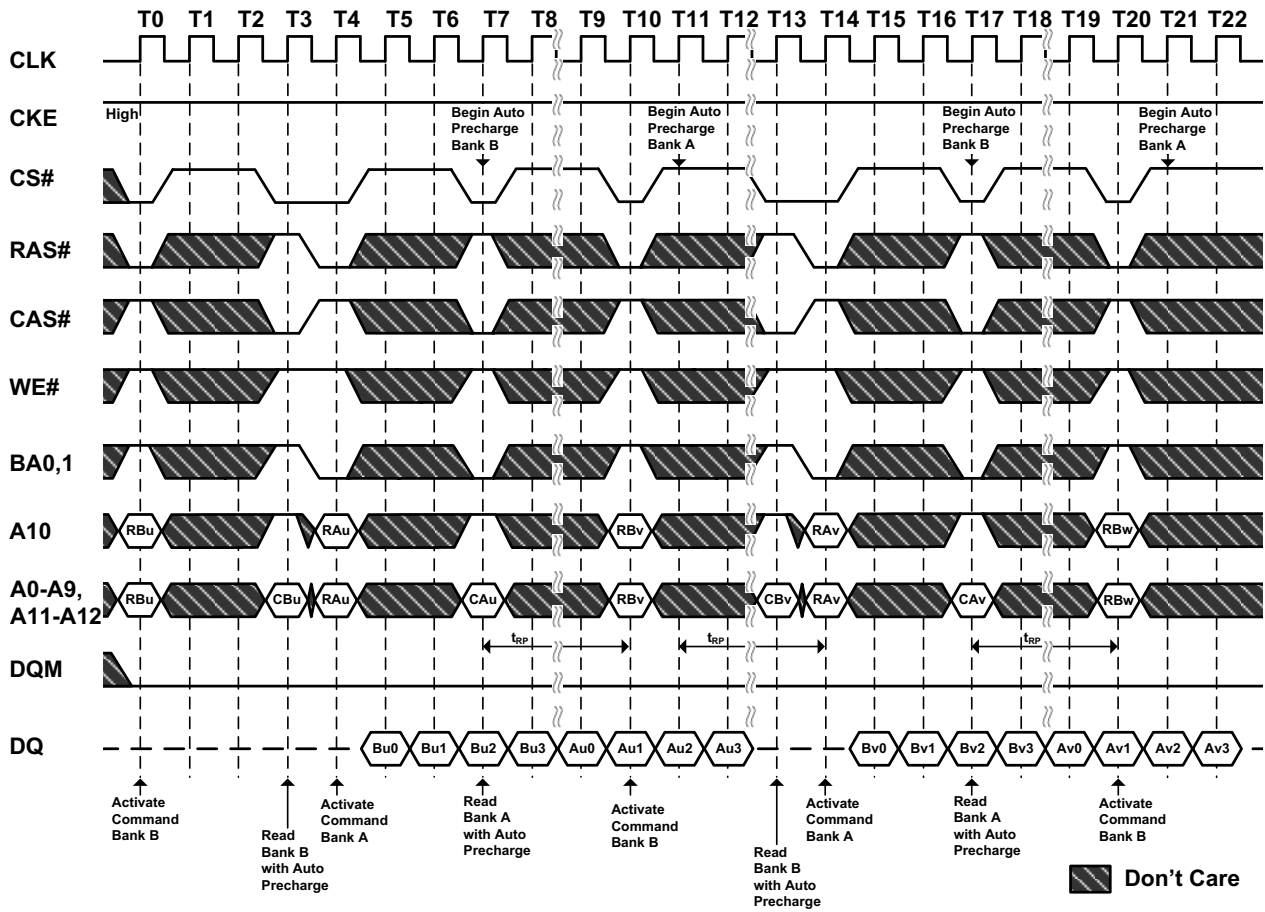 T0 T1 T2 T3 T4 T5 T6 T7 T8 T9 T10 T11 T12 T13 T14 T15 T16 T17 T18 T19 T20 T21 T22
CLK
CKE
High
Begin Auto
Precharge
Bank B
Begin Auto
Precharge
Bank A
Begin Auto
Precharge
Bank B
Begin Auto
Precharge
Bank A
CS#
RAS#
CAS#
WE#
BA0,1
A10
RBu RAu RBv RAv RBw
A0-A9,
A11-A12
RBu CBu RAu CAu RBv CBv RAv CAv RBw
tRP tRP tRP
DQM
DQ
Bu0 Bu1 Bu2 Bu3 Au0 Au1 Au2 Au3 Bv0 Bv1 Bv2 Bv3 Av0 Av1 Av2 Av3
Activate
Command
Bank B
Read
Bank B
with Auto
Precharge
Activate
Command
Bank A
Read
Bank A
with Auto
Precharge
Activate
Command
Bank B
Read
Bank B
with Auto
Precharge
Activate
Command
Bank A
Read
Bank A
with Auto
Precharge
Activate
Command
Bank B
Don't Care